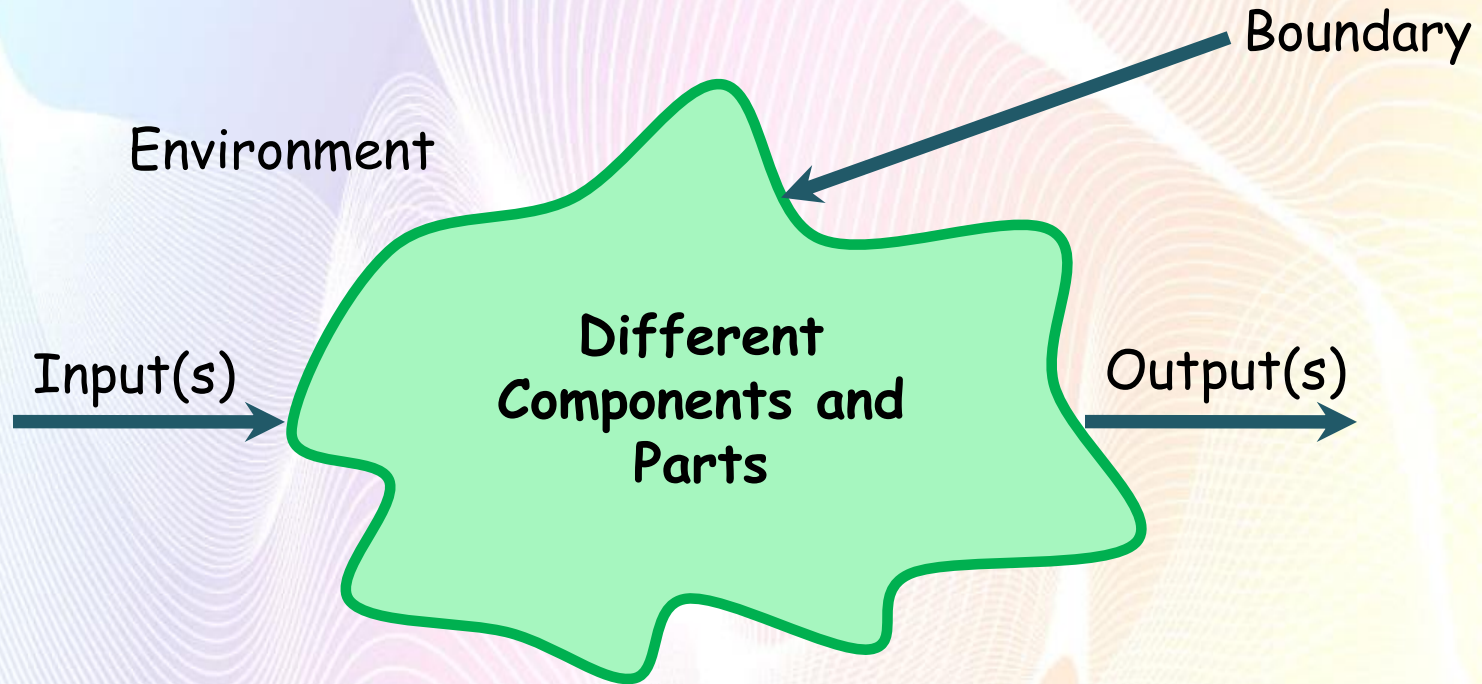 Boundary
Environment
Different
Components and
Parts
Input(s)
Output(s)